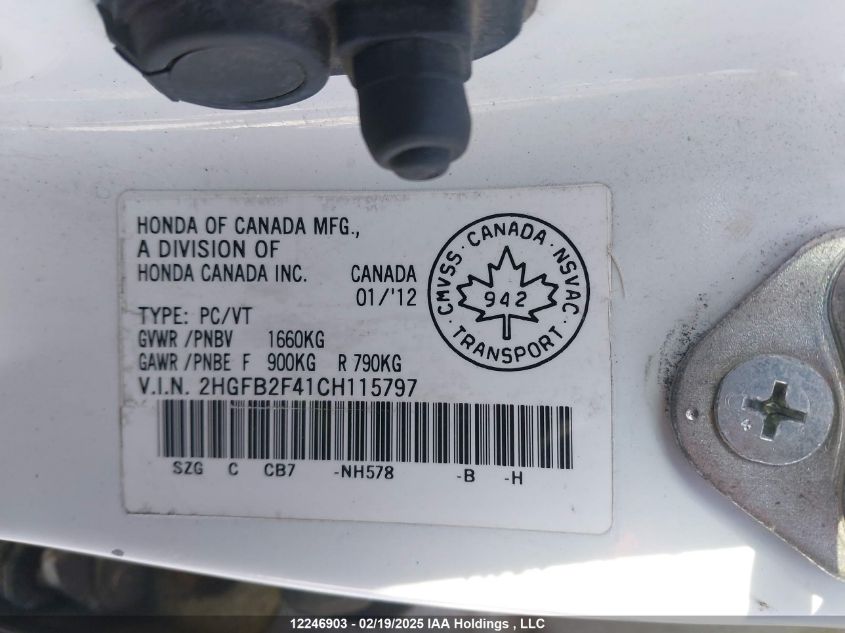 HONDA OF CANADA MFG.,
A DIVISION OF
HONDA CANADA INC. CANADA
01/'12
TYPE: PC/VT
GVWR /PNBV 1660KG
GAWR /PNBE F 900KG R 790KG
V.I.N. 2HGFB2F41CH115797
SZG C CB7 -NH578 -B -H
CMVSS · CANADA · NSVAC
942
· TRANSPORT ·
4
12246903 - 02/19/2025 IAA Holdings , LLC